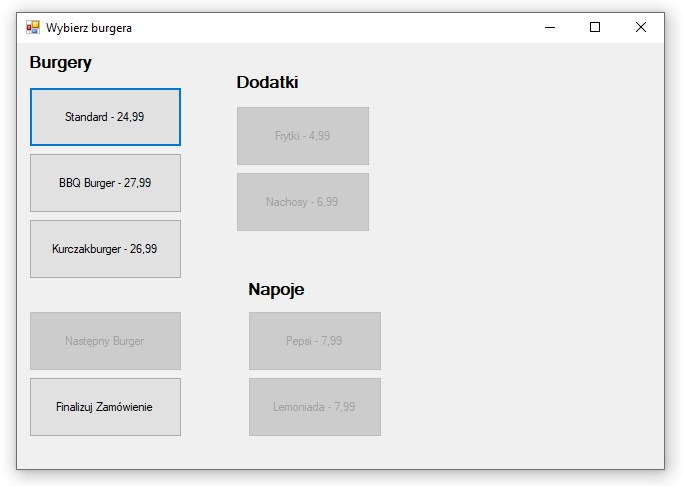 Wybierz burgera
Burgery
Standard - 24,99
BBQ Burger - 27,99
Kurczakburger - 26,99
Następny Burger
Finalizuj Zamówienie
Dodatki
Frytki - 4,99
Nachosy - 6,99
Napoje
Pepsi - 7,99
Lemoniada - 7,99